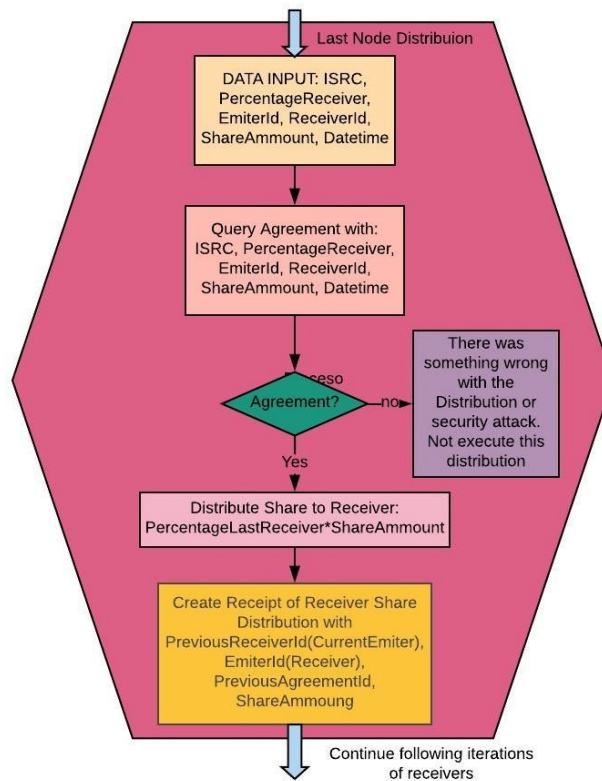 Last Node Distribuion
DATA INPUT: ISRC,
PercentageReceiver,
EmiterId, ReceiverId,
ShareAmmount, Datetime
Query Agreement with:
ISRC, PercentageReceiver,
EmiterId, ReceiverId,
ShareAmmount, Datetime
Agreement?
no
There was
something wrong
with the
Distribution or
security attack.
Not execute this
distribution
Yes
Distribute Share to Receiver:
PercentageLastReceiver*ShareAmmount
Create Receipt of Receiver Share
Distribution with
PreviousReceiverId(CurrentEmiter),
EmiterId(Receiver),
PreviousAgreementId,
ShareAmmoung
Continue following iterations
of receivers